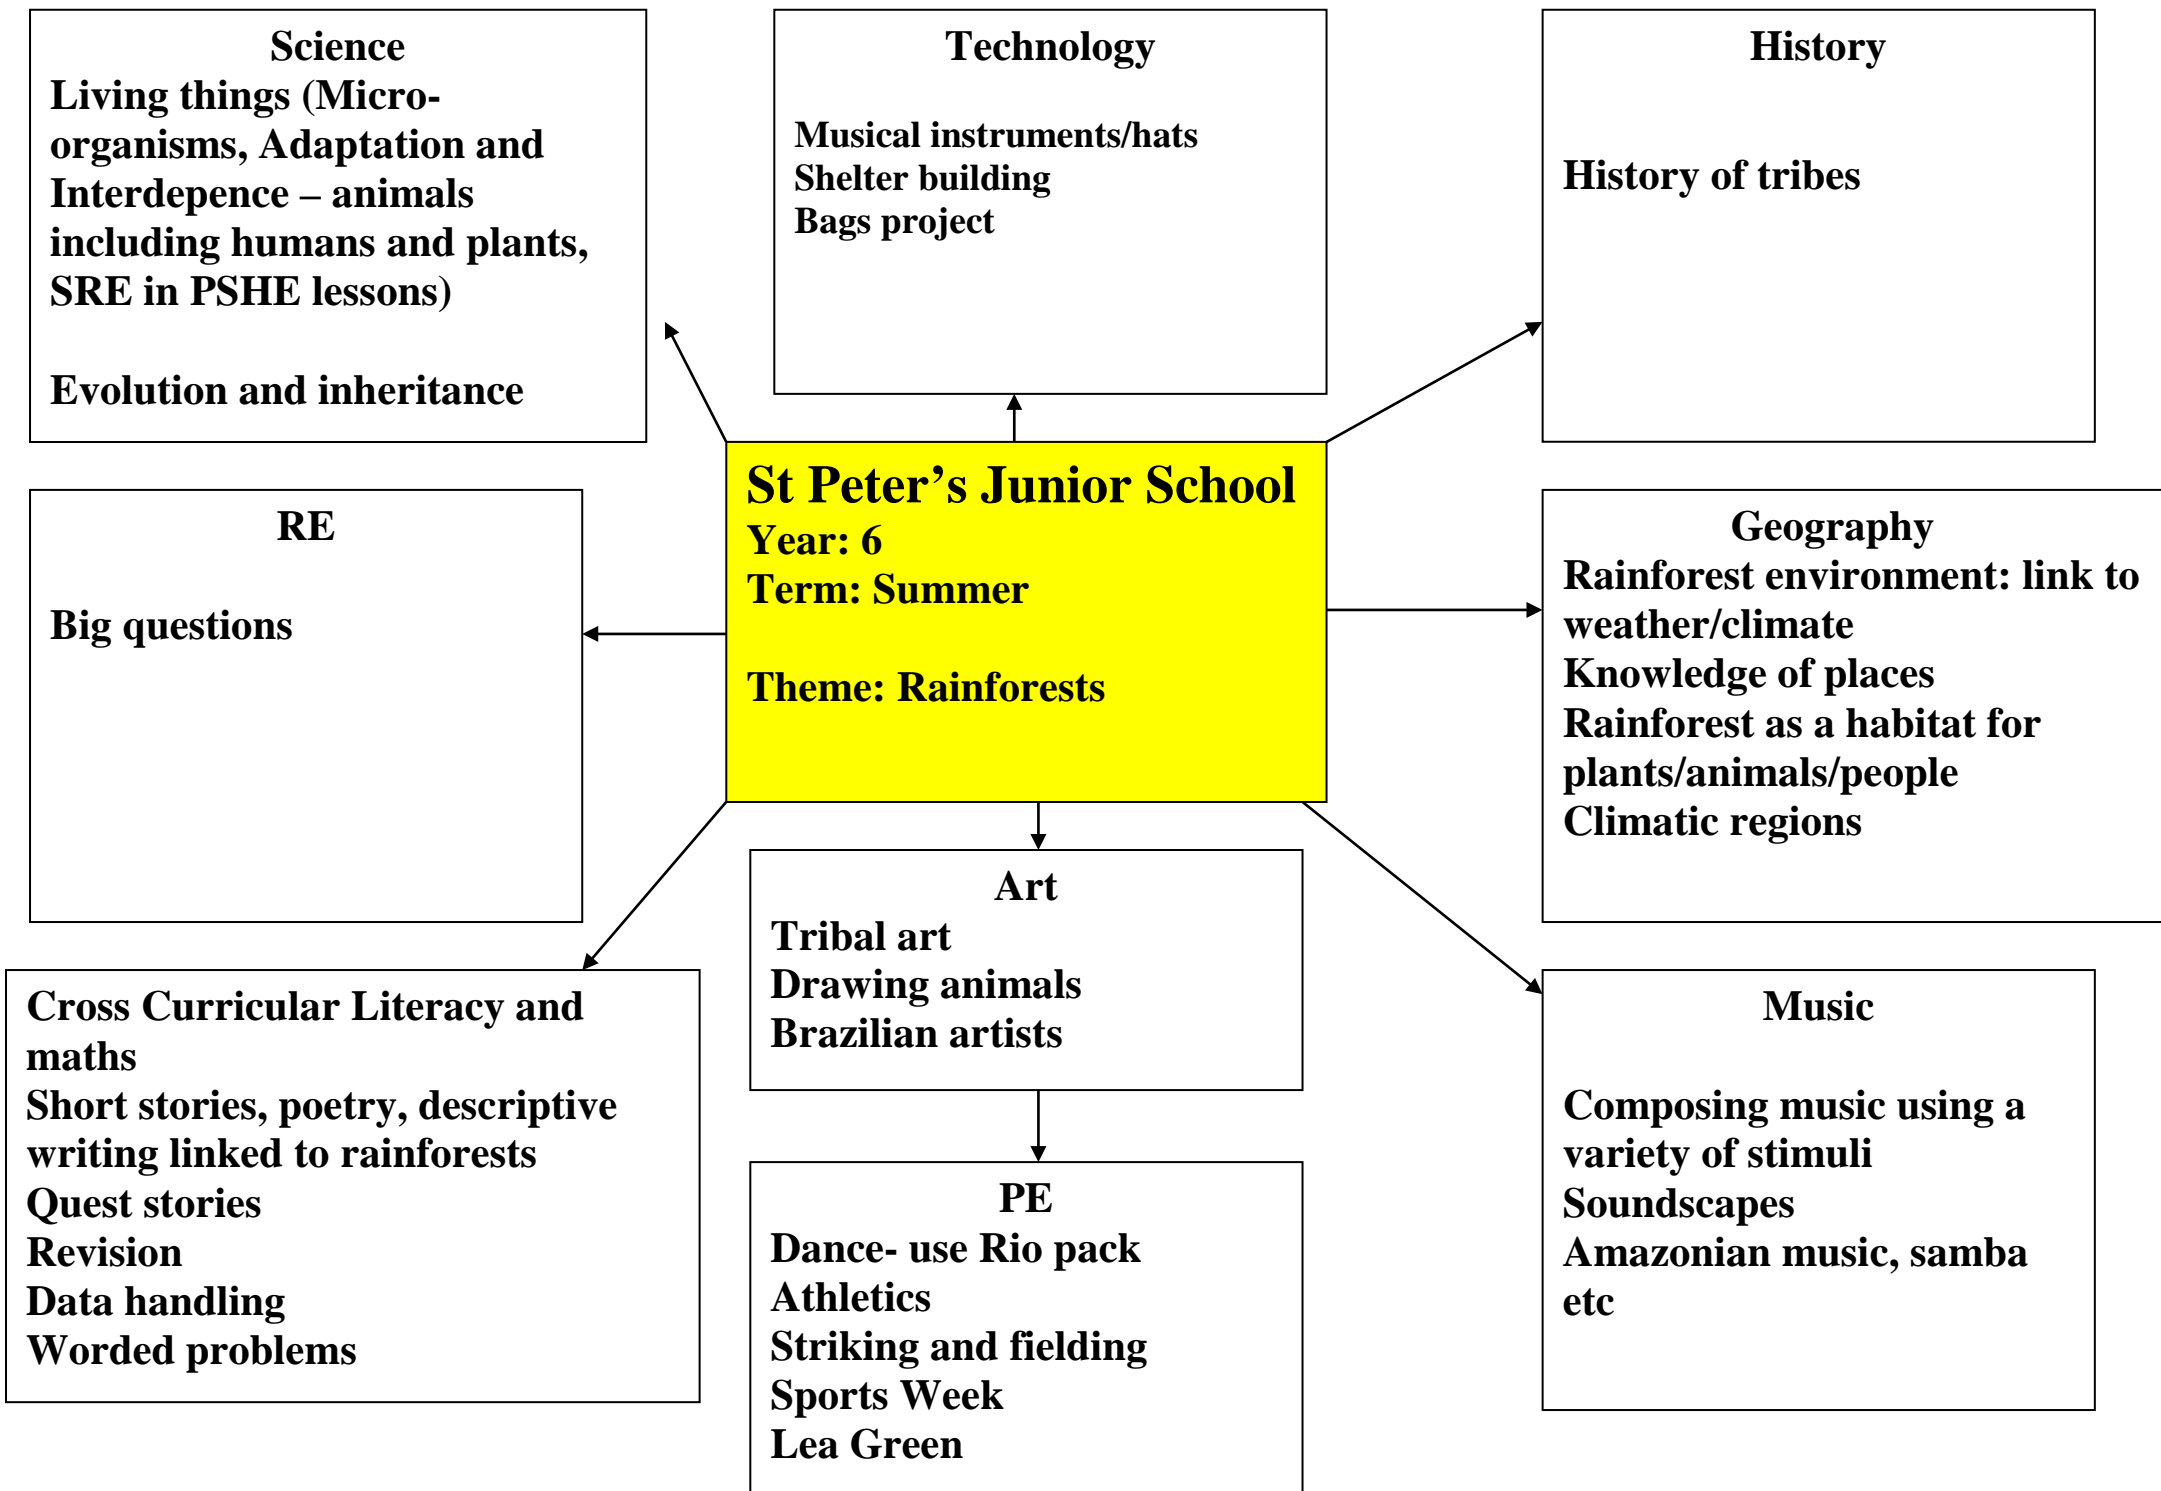 Science
Living things (Micro-
organisms, Adaptation and
Interdepence – animals
including humans and plants,
SRE in PSHE lessons)
Evolution and inheritance
Technology
Musical instruments/hats
Shelter building
Bags project
History
History of tribes
RE
Big questions
St Peter’s Junior School
Year: 6
Term: Summer
Theme: Rainforests
Geography
Rainforest environment: link to
weather/climate
Knowledge of places
Rainforest as a habitat for
plants/animals/people
Climatic regions
Cross Curricular Literacy and
maths
Short stories, poetry, descriptive
writing linked to rainforests
Quest stories
Revision
Data handling
Worded problems
Art
Tribal art
Drawing animals
Brazilian artists
PE
Dance- use Rio pack
Athletics
Striking and fielding
Sports Week
Lea Green
Music
Composing music using a
variety of stimuli
Soundscapes
Amazonian music, samba
etc